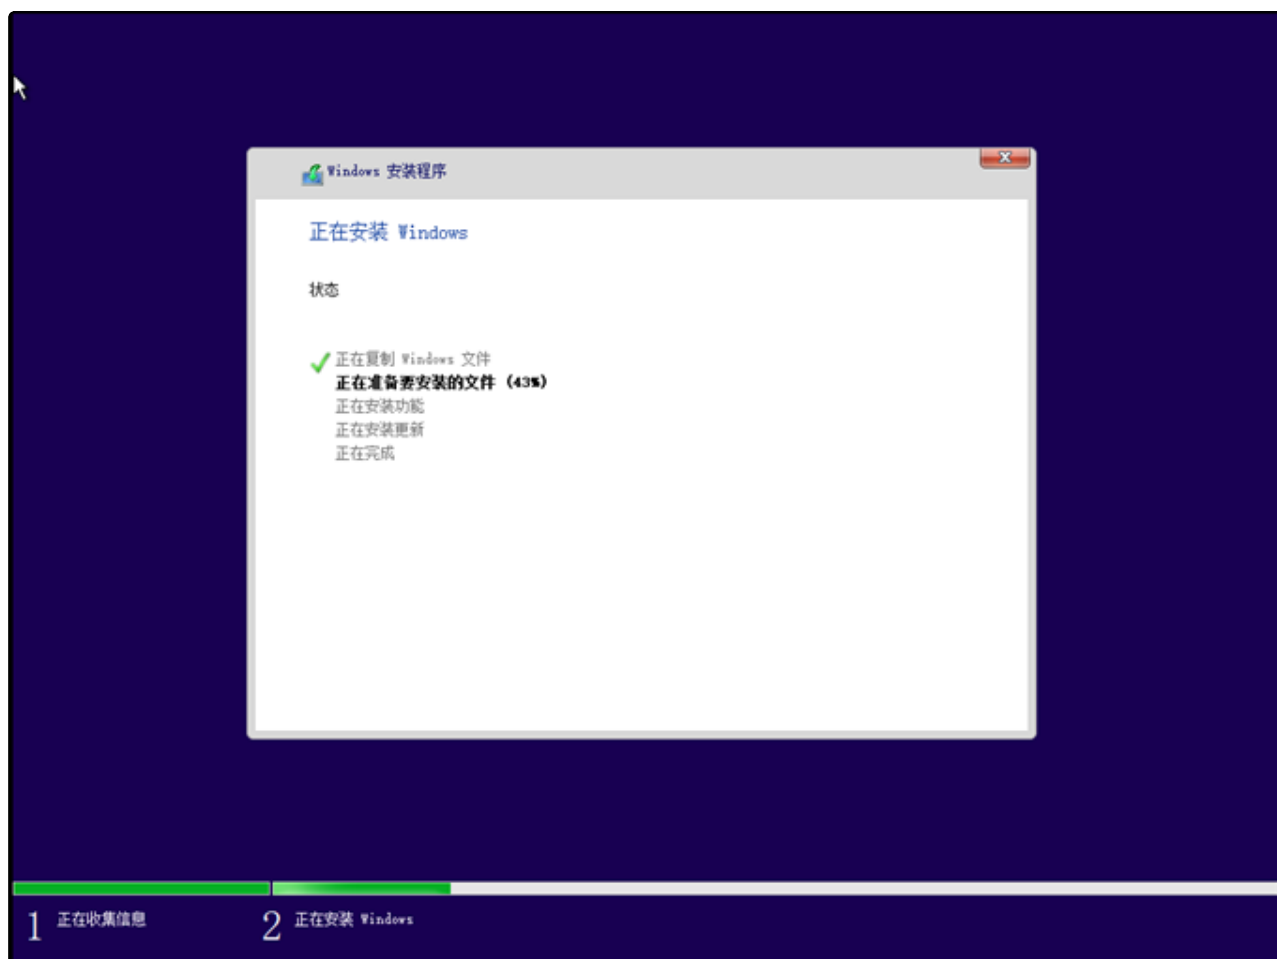 Windows 安装程序
正在安装 Windows
状态
正在复制 Windows 文件
正在准备要安装的文件 (43%)
正在安装功能
正在安装更新
正在完成
1 正在收集信息
2 正在安装 Windows